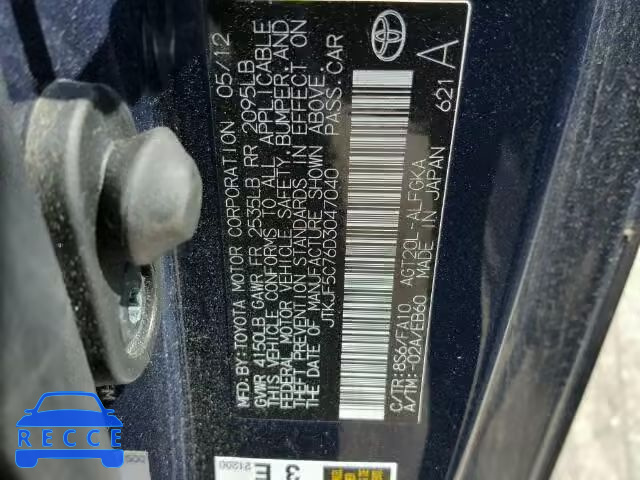 MFD.BY:TOYOTA MOTOR CORPORATION 05/12
GVWR 4150LB GAWR FR 2535LB RR 2095LB
THIS VEHICLE CONFORMS TO ALL APPLICABLE
FEDERAL MOTOR VEHICLE SAFETY, BUMPER, AND
THEFT PREVENTION STANDARDS IN EFFECT ON
THE DATE OF MANUFACTURE SHOWN ABOVE.
JTKJF5C76D3047040 PASS.CAR
C/TR:8S6/FA10 AGT20L-ALFGKA
A/TM:-02A/EB60 MADE IN JAPAN
621 A
21200
3
E
RECCE